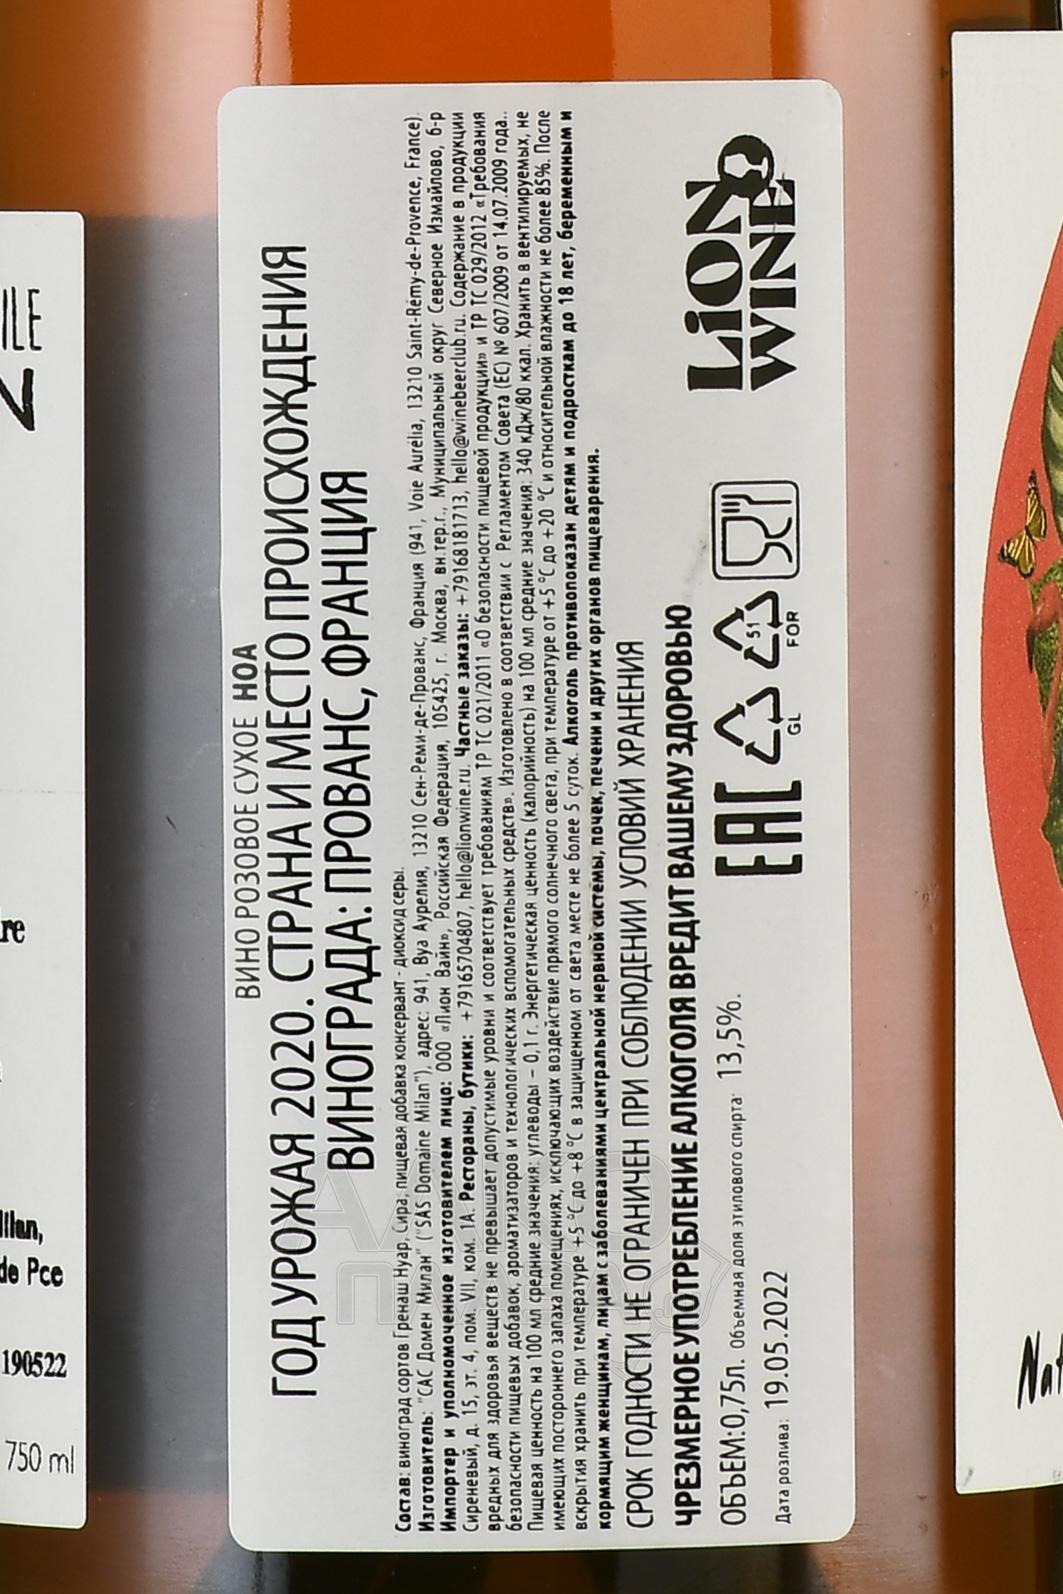 ВИНО РОЗОВОЕ СУХОЕ НОА
ГОД УРОЖАЯ 2020. СТРАНА И МЕСТО ПРОИСХОЖДЕНИЯ
ВИНОГРАДА: ПРОВАНС, ФРАНЦИЯ
Состав: виноград сортов Гренаш Нуар, Сира; пищевая добавка консервант - диоксид серы.
Изготовитель: "САС Домен Милан" ("SAS Domaine Milan"), адрес: 941, Вуа Аурелия, 13210 Сен-Реми-де-Прованс, Франция (941, Voie Aurélia, 13210 Saint-Rémy-de-Provence, France).
Импортер и уполномоченное изготовителем лицо: ООО «Лион Вайн», Российская Федерация, 105425, г. Москва, вн.тер.г., Муниципальный округ Северное Измайлово, б-р
Сиреневый, д. 15, эт. 4, пом. VII, ком. 1А. Рестораны, бутики: +79165704807, hello@lionwine.ru. Частные заказы: +79168181713, hello@winebeerclub.ru. Содержание в продукции
вредных для здоровья веществ не превышает допустимые уровни и соответствует требованиям ТР ТС 021/2011 «О безопасности пищевой продукции» и ТР ТС 029/2012 «Требования
безопасности пищевых добавок, ароматизаторов и технологических вспомогательных средств». Изготовлено в соответствии с Регламентом Совета (ЕС) № 607/2009 от 14.07.2009 года..
Пищевая ценность на 100 мл средние значения: углеводы – 0,1 г. Энергетическая ценность (калорийность) на 100 мл средние значения: 340 кДж/80 ккал. Хранить в вентилируемых, не
имеющих постороннего запаха помещениях, исключающих воздействие прямого солнечного света, при температуре от +5 °C до +20 °C и относительной влажности не более 85%. После
вскрытия хранить при температуре +5 °C до +8 °C в защищенном от света месте не более 5 суток. Алкоголь противопоказан детям и подросткам до 18 лет, беременным и
кормящим женщинам, лицам с заболеваниями центральной нервной системы, почек, печени и других органов пищеварения.
СРОК ГОДНОСТИ НЕ ОГРАНИЧЕН ПРИ СОБЛЮДЕНИИ УСЛОВИЙ ХРАНЕНИЯ
ЧРЕЗМЕРНОЕ УПОТРЕБЛЕНИЕ АЛКОГОЛЯ ВРЕДИТ ВАШЕМУ ЗДОРОВЬЮ
ОБЪЕМ:0,75л. Объемная доля этилового спирта: 13,5%.
Дата розлива: 19.05.2022
EAC
GL
51
FOR
LiON
WINE
ILE
re
Milan,
de Pce
190522
750 ml
Nat